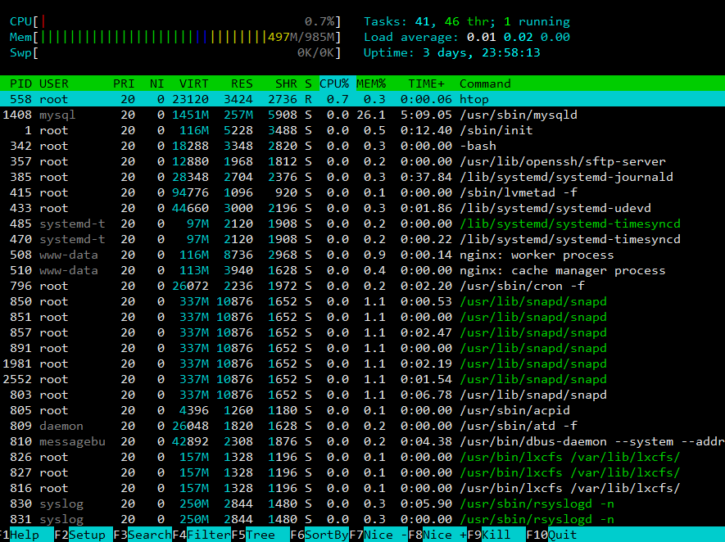 CPU[| 0.7%] Tasks: 41, 46 thr; 1 running
Mem[||||||||||||||||||||||||||||||||497M/985M] Load average: 0.01 0.02 0.00
Swp[ 0K/0K] Uptime: 3 days, 23:58:13
PID USER PRI NI VIRT RES SHR S CPU% MEM% TIME+ Command
558 root 20 0 23120 3424 2736 R 0.7 0.3 0:00.06 htop
1408 mysql 20 0 1451M 257M 5908 S 0.0 26.1 5:09.05 /usr/sbin/mysqld
1 root 20 0 116M 5228 3488 S 0.0 0.5 0:12.40 /sbin/init
342 root 20 0 18288 3348 2820 S 0.0 0.3 0:00.00 -bash
357 root 20 0 12880 1968 1812 S 0.0 0.2 0:00.00 /usr/lib/openssh/sftp-server
385 root 20 0 28348 2704 2376 S 0.0 0.3 0:37.84 /lib/systemd/systemd-journald
415 root 20 0 94776 1096 920 S 0.0 0.1 0:00.00 /sbin/lvmetad -f
433 root 20 0 44660 3000 2196 S 0.0 0.3 0:01.86 /lib/systemd/systemd-udevd
485 systemd-t 20 0 97M 2120 1908 S 0.0 0.2 0:00.00 /lib/systemd/systemd-timesyncd
470 systemd-t 20 0 97M 2120 1908 S 0.0 0.2 0:00.22 /lib/systemd/systemd-timesyncd
508 www-data 20 0 116M 8736 2968 S 0.0 0.9 0:00.14 nginx: worker process
510 www-data 20 0 113M 3940 1628 S 0.0 0.4 0:00.00 nginx: cache manager process
796 root 20 0 26072 2236 1972 S 0.0 0.2 0:02.20 /usr/sbin/cron -f
850 root 20 0 337M 10876 1652 S 0.0 1.1 0:00.53 /usr/lib/snapd/snapd
851 root 20 0 337M 10876 1652 S 0.0 1.1 0:00.00 /usr/lib/snapd/snapd
857 root 20 0 337M 10876 1652 S 0.0 1.1 0:02.47 /usr/lib/snapd/snapd
891 root 20 0 337M 10876 1652 S 0.0 1.1 0:00.00 /usr/lib/snapd/snapd
1981 root 20 0 337M 10876 1652 S 0.0 1.1 0:02.19 /usr/lib/snapd/snapd
2552 root 20 0 337M 10876 1652 S 0.0 1.1 0:01.54 /usr/lib/snapd/snapd
803 root 20 0 337M 10876 1652 S 0.0 1.1 0:06.78 /usr/lib/snapd/snapd
805 root 20 0 4396 1260 1180 S 0.0 0.1 0:00.00 /usr/sbin/acpid
809 daemon 20 0 26048 1820 1628 S 0.0 0.2 0:00.00 /usr/sbin/atd -f
810 messagebu 20 0 42892 2308 1876 S 0.0 0.2 0:04.38 /usr/bin/dbus-daemon --system --addr
826 root 20 0 157M 1328 1196 S 0.0 0.1 0:00.00 /usr/bin/lxcfs /var/lib/lxcfs/
827 root 20 0 157M 1328 1196 S 0.0 0.1 0:00.00 /usr/bin/lxcfs /var/lib/lxcfs/
816 root 20 0 157M 1328 1196 S 0.0 0.1 0:00.00 /usr/bin/lxcfs /var/lib/lxcfs/
830 syslog 20 0 250M 2844 1480 S 0.0 0.3 0:05.90 /usr/sbin/rsyslogd -n
831 syslog 20 0 250M 2844 1480 S 0.0 0.3 0:00.00 /usr/sbin/rsyslogd -n
F1Help F2Setup F3SearchF4FilterF5Tree F6SortByF7Nice -F8Nice +F9Kill F10Quit